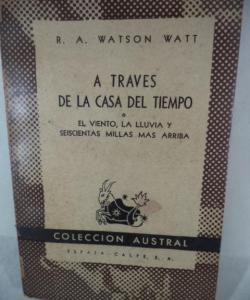 R. A. WATSON WATT
A TRAVES
DE LA CASA DEL TIEMPO
o
EL VIENTO, LA LLUVIA Y
SEISCIENTAS MILLAS MAS ARRIBA
COLECCION AUSTRAL
ESPASA-CALPE, S. A.